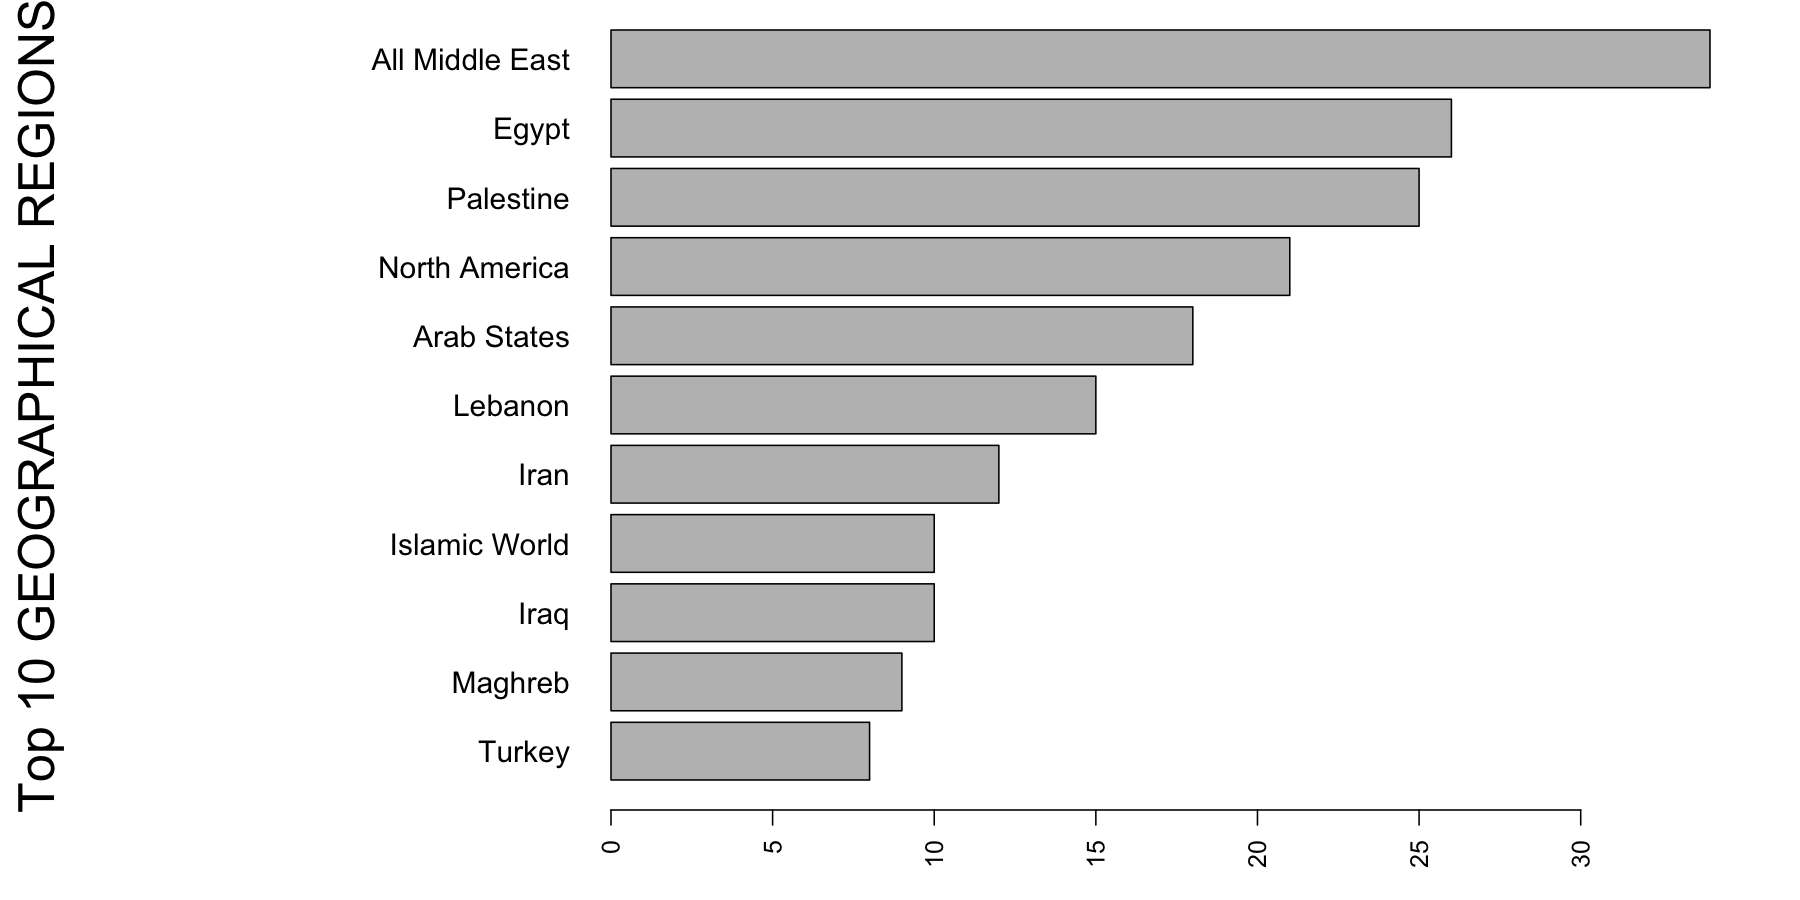 Top 10 GEOGRAPHICAL REGIONS
All Middle East
Egypt
Palestine
North America
Arab States
Lebanon
Iran
Islamic World
Iraq
Maghreb
Turkey
0
5
10
15
20
25
30